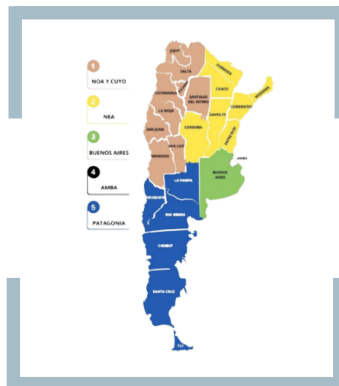 1
NOA Y CUYO
2
NEA
3
BUENOS AIRES
4
AMBA
5
PATAGONIA
JUJUY
SALTA
FORMOSA
CATAMARCA
SANTIAGO
DEL ESTERO
CHACO
MISIONES
CORRIENTES
LA RIOJA
SANTA FE
SAN JUAN
CORDOBA
ENTRE RIOS
SAN LUIS
MENDOZA
AMBA
BUENOS
AIRES
LA PAMPA
NEUQUEN
RIO NEGRO
CHUBUT
SANTA CRUZ